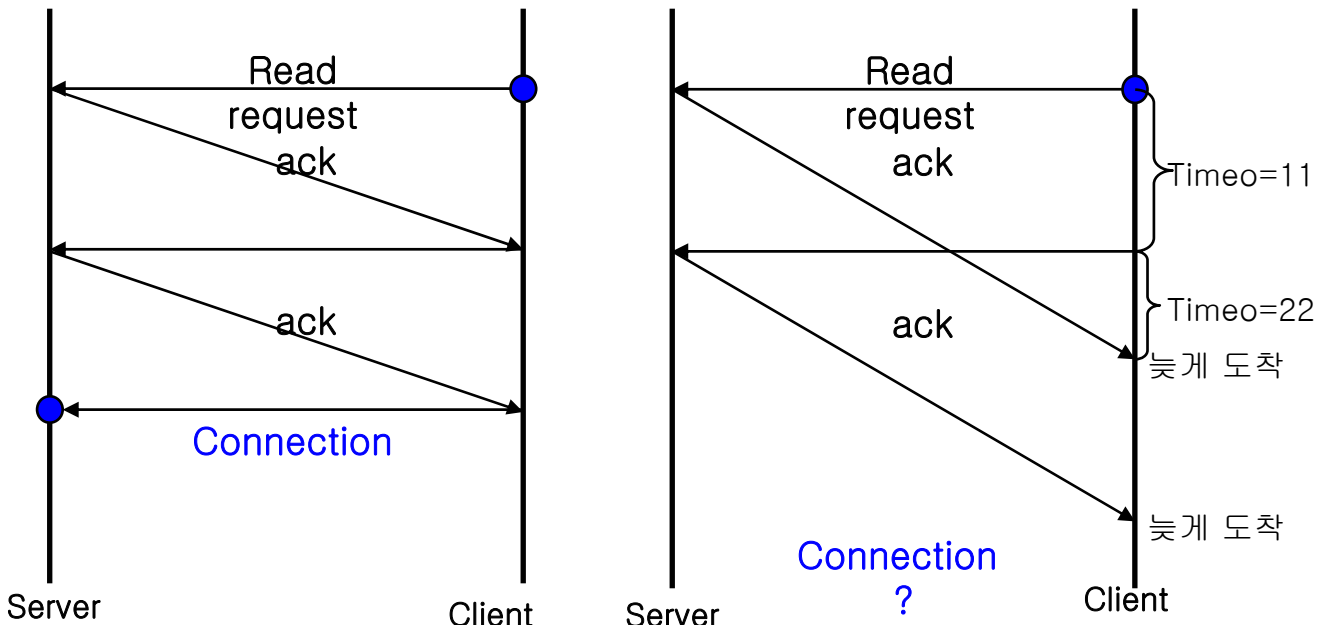 Read
request
ack
ack
Connection
Server
Client
Read
request
ack
Timeo=11
ack
Timeo=22
늦게 도착
늦게 도착
Connection
?
Server
Client